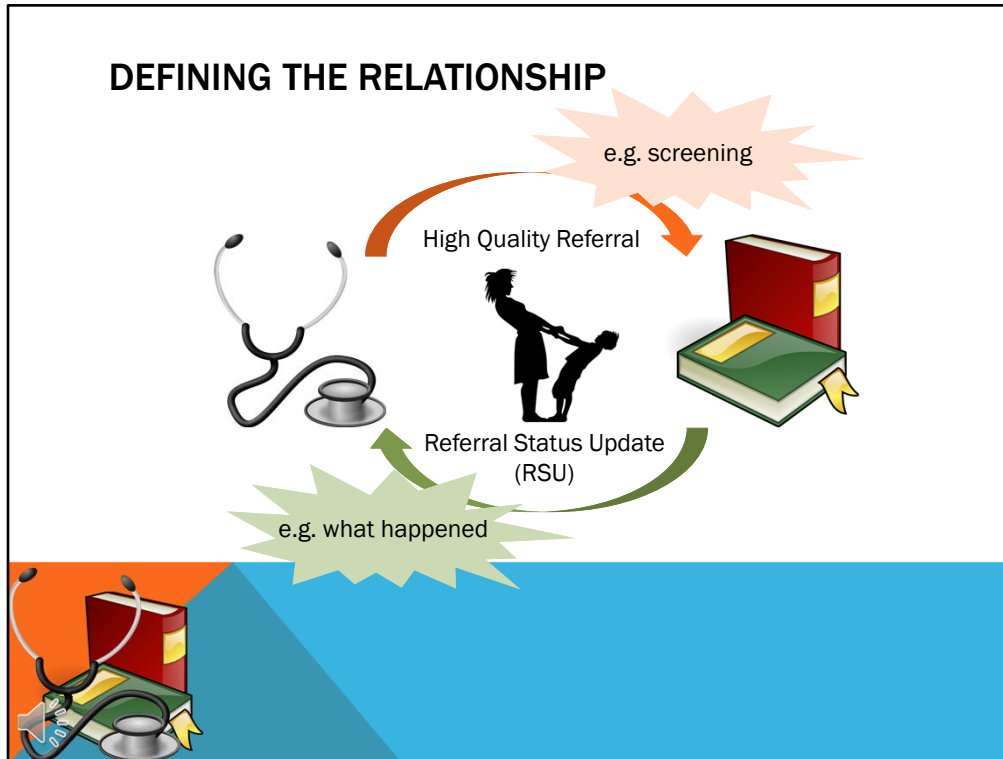 DEFINING THE RELATIONSHIP
e.g. screening
High Quality Referral
Referral Status Update
(RSU)
e.g. what happened